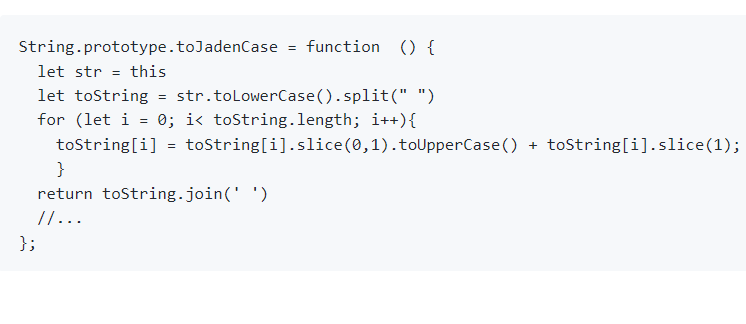 String.prototype.toJadenCase = function  () {
  let str = this
  let toString = str.toLowerCase().split(" ")
  for (let i = 0; i< toString.length; i++){
    toString[i] = toString[i].slice(0,1).toUpperCase() + toString[i].slice(1);
    }
  return toString.join(' ')
  //...
};